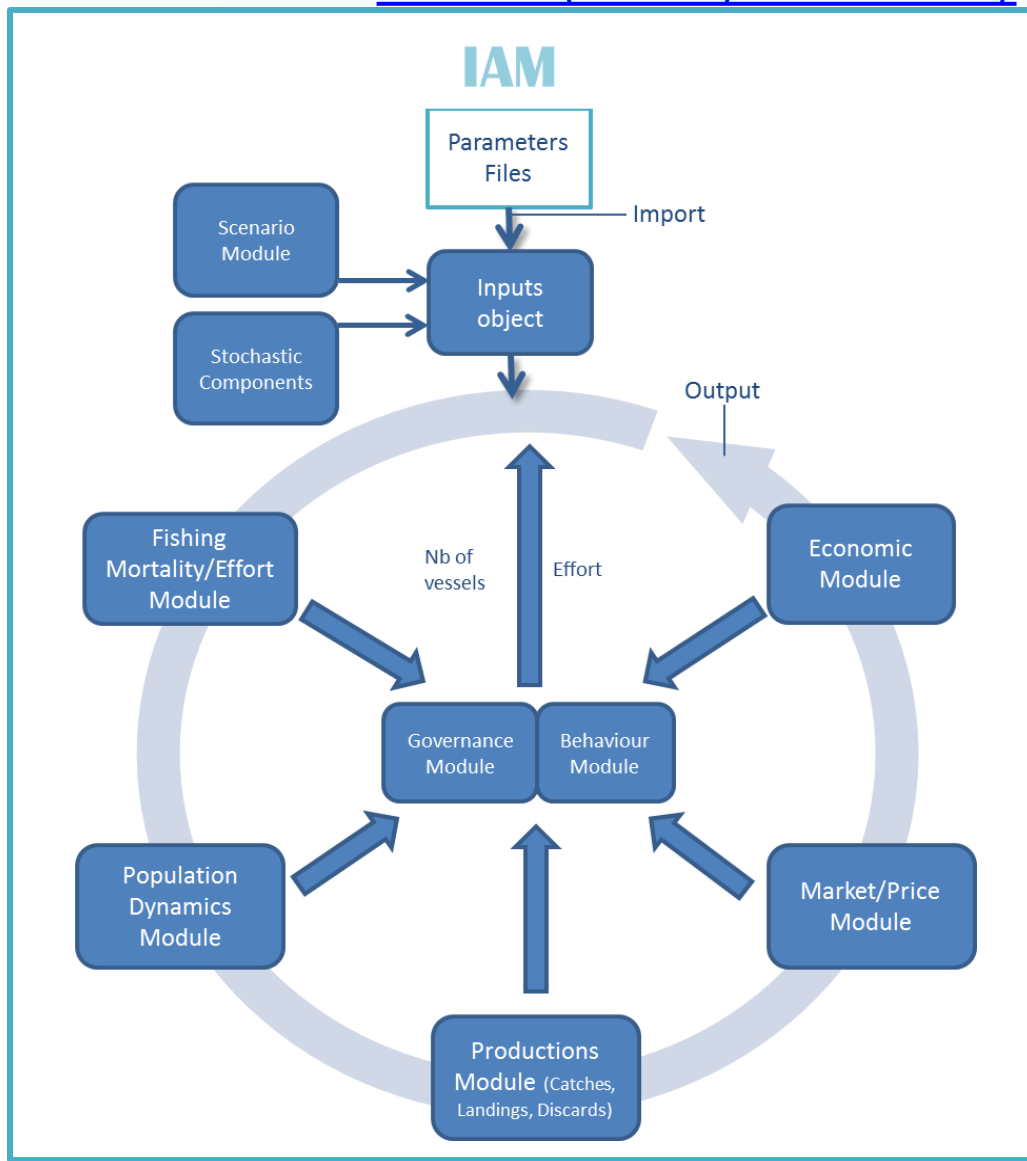 IAM
Parameters
Files
Import
Scenario
Module
Inputs
object
Stochastic
Components
Output
Fishing
Mortality/Effort
Module
Nb of
vessels
Effort
Economic
Module
Governance
Module
Behaviour
Module
Population
Dynamics
Module
Market/Price
Module
Productions
Module (Catches,
Landings, Discards)